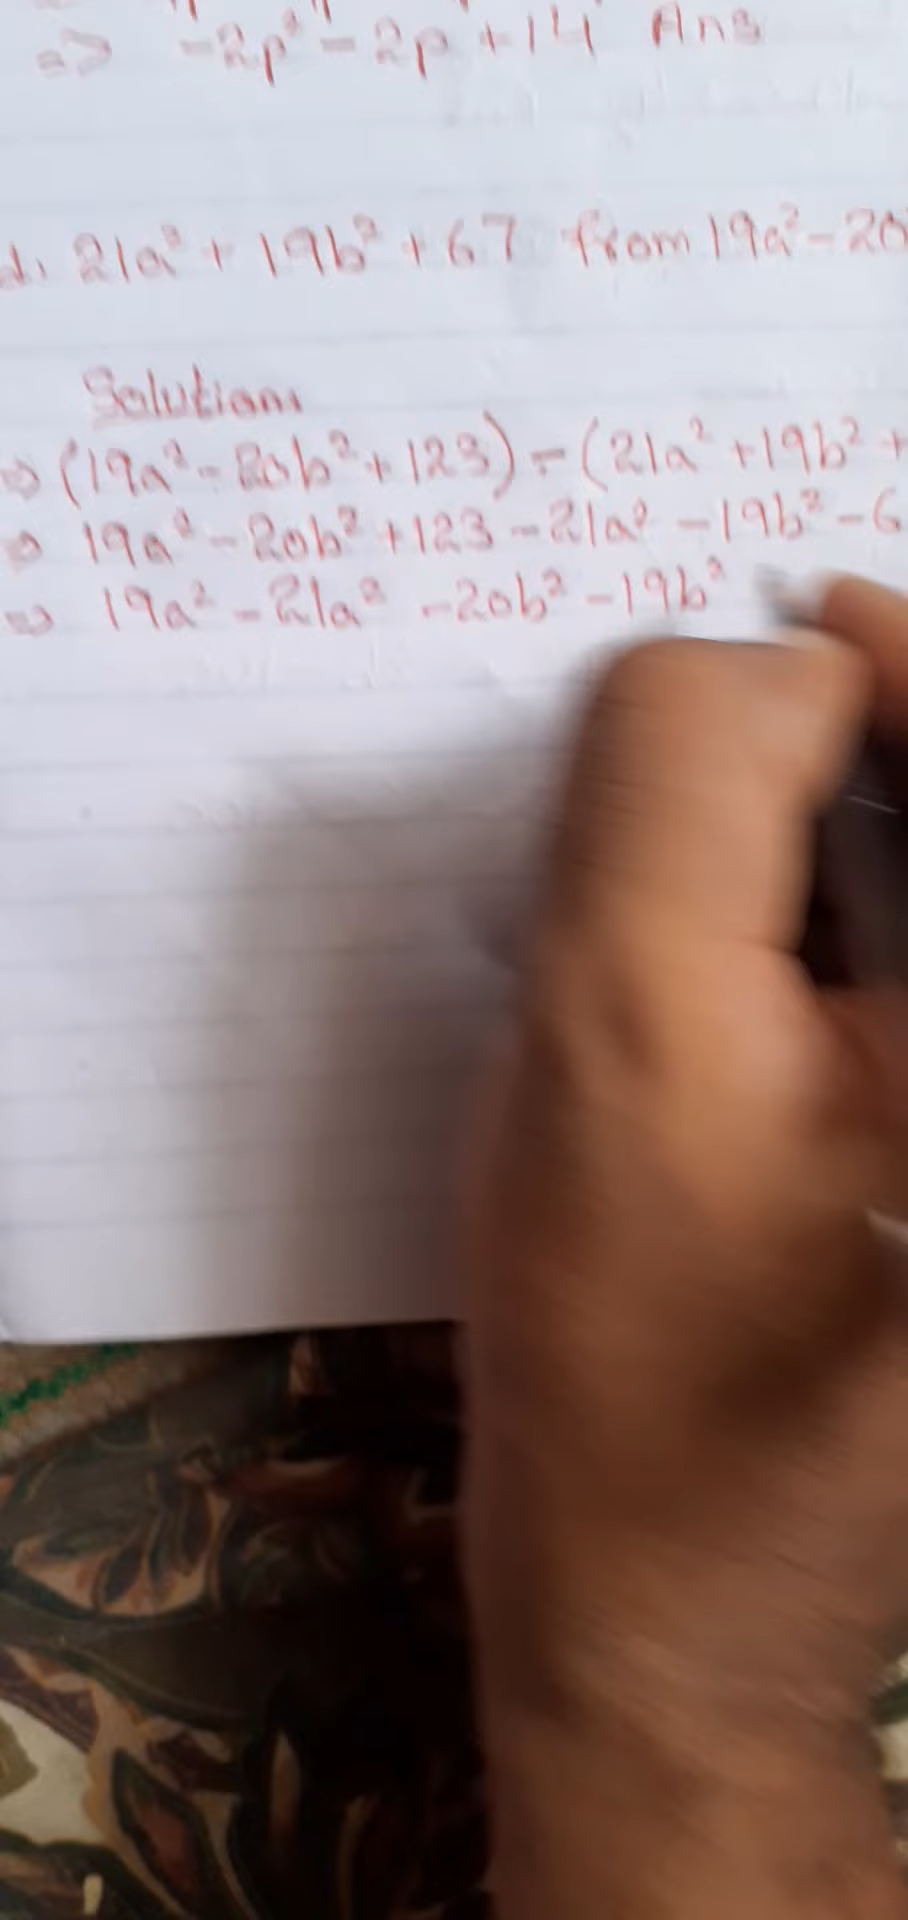 => -2p² - 2p + 14 Ans
d. 21a² + 19b² + 67 from 19a² - 20
Solutions
=> (19a² - 20b² + 123) - (21a² + 19b² +
=> 19a² - 20b² + 123 - 21a² - 19b² - 6
=> 19a² - 21a² - 20b² - 19b²